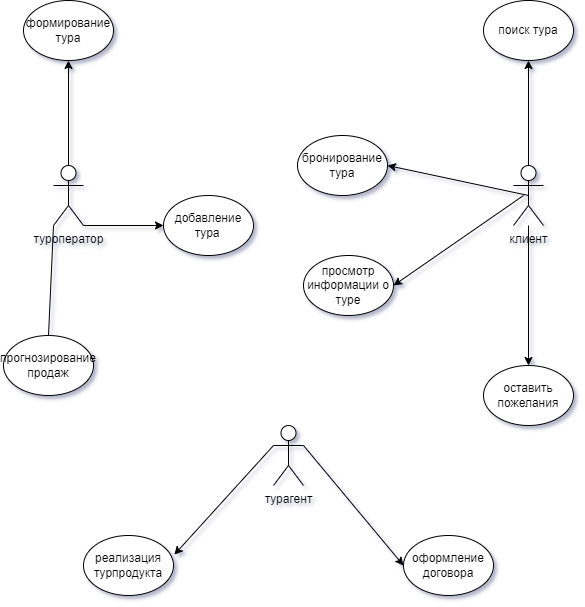 формирование
тура
поиск тура
бронирование
тура
добавление
тура
туроператор
клиент
просмотр
информации о
туре
прогнозирование
продаж
оставить
пожелания
турагент
реализация
турпродукта
оформление
договора